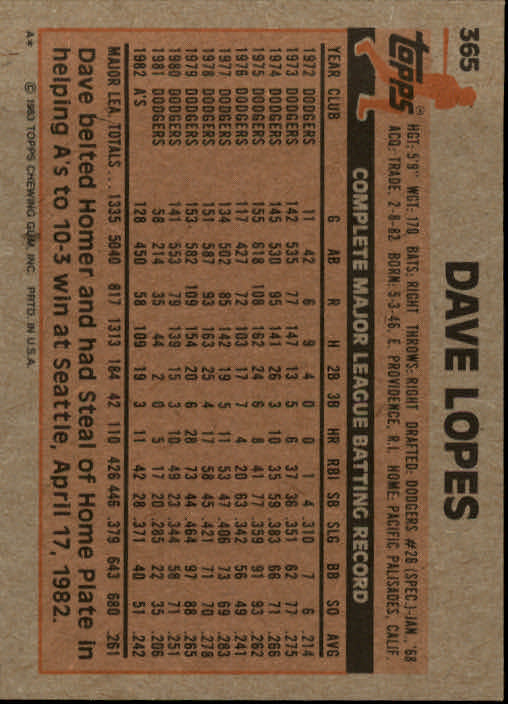 365
topps®
DAVE LOPES
HGT: 5'9" WGT: 170 BATS: RIGHT THROWS: RIGHT DRAFTED: DODGERS #26 (SPEC.)-JAN., '68
ACQ: TRADE, 2-8-82 BORN: 5-3-46, E. PROVIDENCE, R.I. HOME: PACIFIC PALISADES, CALIF.
COMPLETE MAJOR LEAGUE BATTING RECORD
YEAR CLUB G AB R H 2B 3B HR RBI SB SLG BB SO AVG
1972 DODGERS 11 42 6 9 4 0 0 1 4 .310 7 6 .214
1973 DODGERS 142 535 77 147 13 5 6 37 36 .351 62 77 .275
1974 DODGERS 145 530 95 141 26 3 10 35 59 .383 66 71 .266
1975 DODGERS 155 618 108 162 24 6 8 41 77 .359 91 93 .262
1976 DODGERS 117 427 72 103 17 7 4 20 63 .342 56 49 .241
1977 DODGERS 134 502 85 142 19 5 11 53 47 .406 73 69 .283
1978 DODGERS 151 587 93 163 25 4 17 58 45 .421 71 70 .278
1979 DODGERS 153 582 109 154 20 6 28 73 44 .464 97 88 .265
1980 DODGERS 141 553 79 139 15 3 10 49 23 .344 58 71 .251
1981 DODGERS 58 214 35 44 2 0 5 17 20 .285 22 35 .206
1982 A'S 128 450 58 109 19 3 11 42 28 .371 40 51 .242
MAJOR LEA. TOTALS... 1335 5040 817 1313 184 42 110 426 446 .379 643 680 .261
Dave belted Homer and had Steal of Home Plate in
helping A's to 10-3 win at Seattle, April 17, 1982.
A* © 1983 TOPPS CHEWING GUM, INC. PRTD. IN U.S.A.